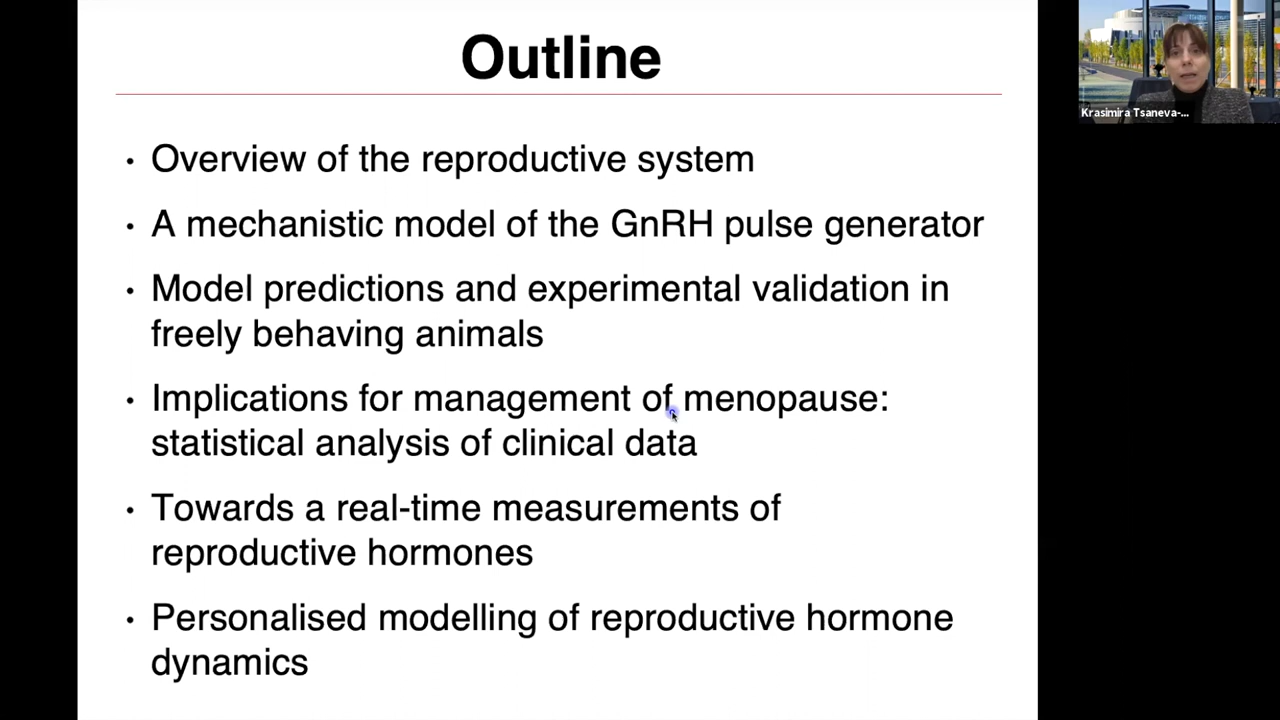 Outline
Krasimira Tsaneva-...
• Overview of the reproductive system
• A mechanistic model of the GnRH pulse generator
• Model predictions and experimental validation in
freely behaving animals
• Implications for management of menopause:
statistical analysis of clinical data
• Towards a real-time measurements of
reproductive hormones
• Personalised modelling of reproductive hormone
dynamics